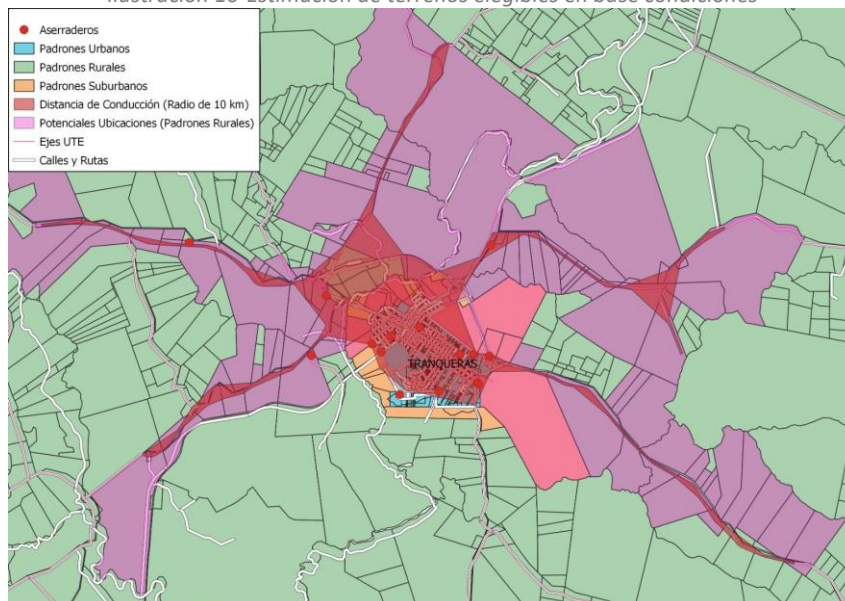 Ilustración 16 Estimación de terrenos elegibles en base condiciones
Aserraderos
Padrones Urbanos
Padrones Rurales
Padrones Suburbanos
Distancia de Conducción (Radio de 10 km)
Potenciales Ubicaciones (Padrones Rurales)
Ejes UTE
Calles y Rutas
TRANQUERAS